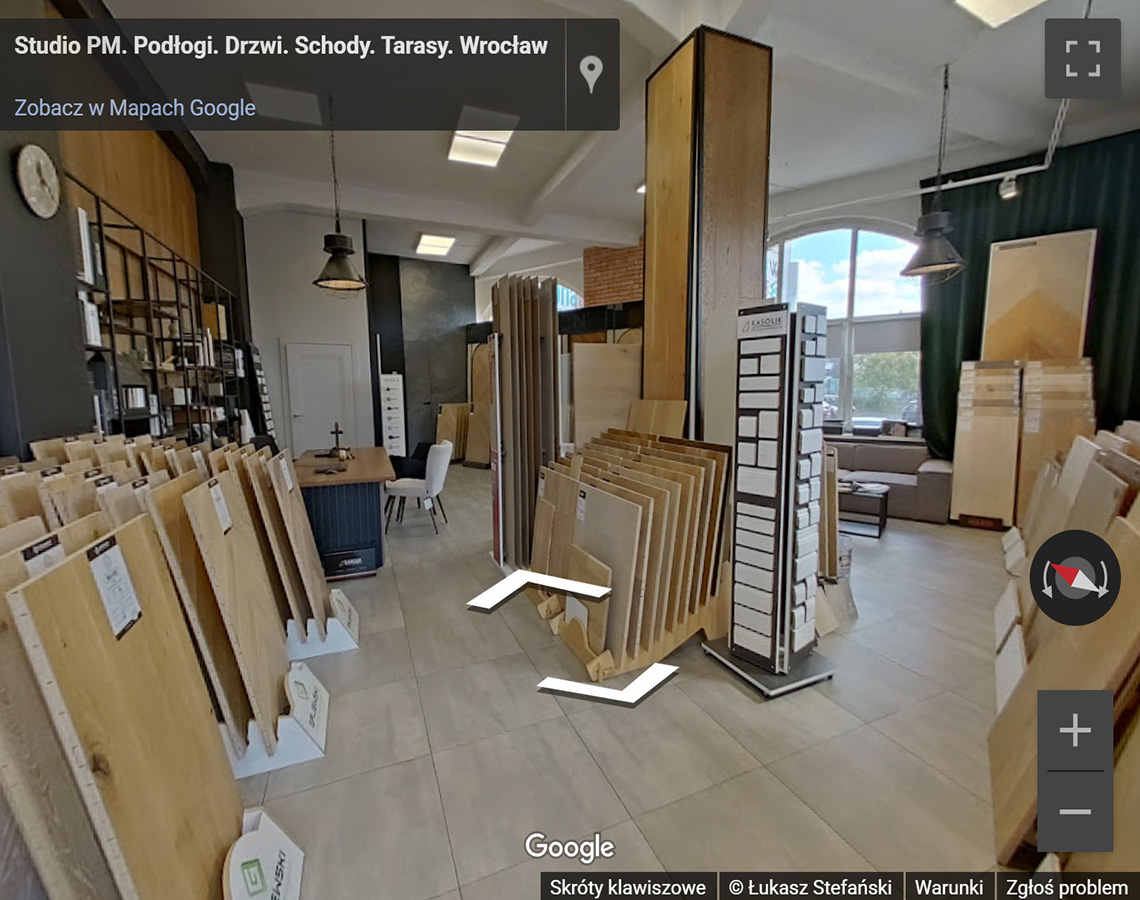 Studio PM. Podłogi. Drzwi. Schody. Tarasy. Wrocław
Zobacz w Mapach Google
KASOLIK
Google
Skróty klawiszowe
© Łukasz Stefański
Warunki
Zgłoś problem